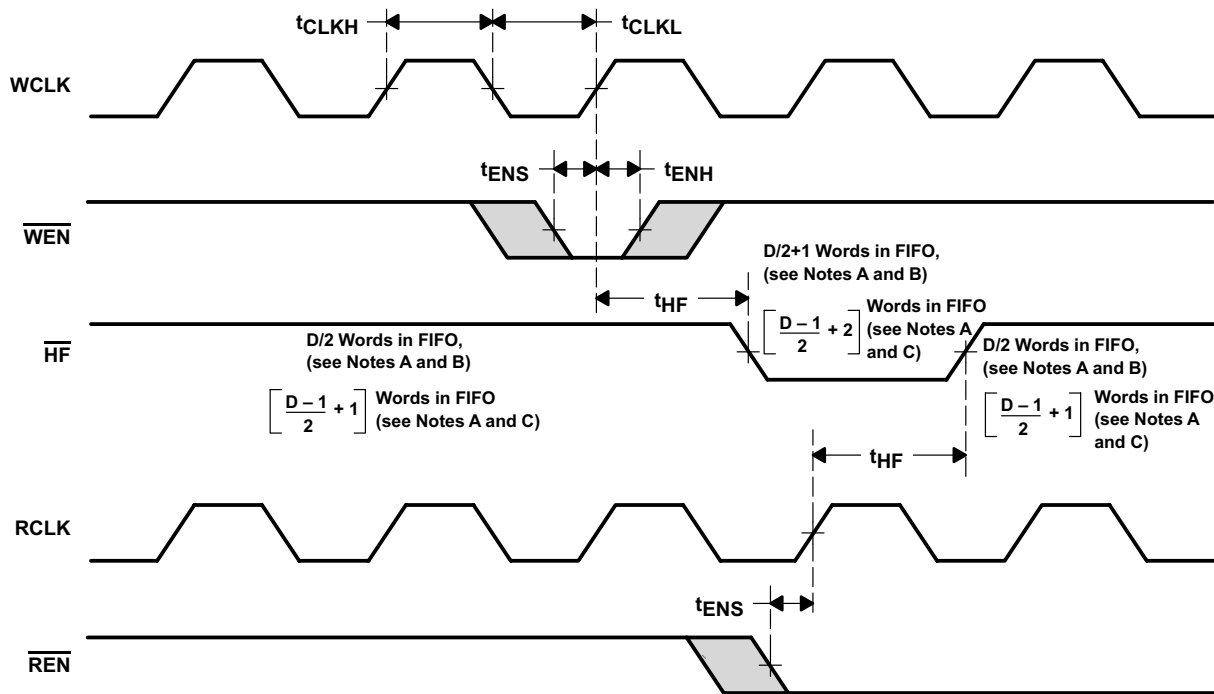 tCLKH
tCLKL
WCLK
tENS
tENH
WEN
D/2+1 Words in FIFO,
(see Notes A and B)
tHF
[D – 1 / 2 + 2] Words in FIFO
(see Notes A
and C)
HF
D/2 Words in FIFO,
(see Notes A and B)
[D – 1 / 2 + 1] Words in FIFO
(see Notes A and C)
D/2 Words in FIFO,
(see Notes A and B)
[D – 1 / 2 + 1] Words in FIFO
(see Notes A
and C)
tHF
RCLK
tENS
REN